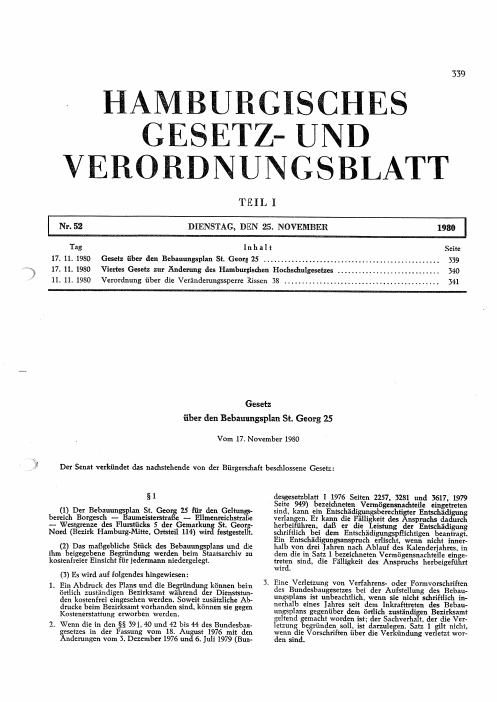 339
HAMBURGISCHES
GESETZ- UND
VERORDNUNGSBLATT
TEIL I
Nr. 52 DIENSTAG, DEN 25. NOVEMBER 1980
Tag Inhalt Seite
17. 11. 1980 Gesetz über den Bebauungsplan St. Georg 25 339
17. 11. 1980 Viertes Gesetz zur Änderung des Hamburgischen Hochschulgesetzes 340
11. 11. 1980 Verordnung über die Veränderungssperre Rissen 38 341
Gesetz
über den Bebauungsplan St. Georg 25
Vom 17. November 1980
Der Senat verkündet das nachstehende von der Bürgerschaft beschlossene Gesetz:
§ 1
(1) Der Bebauungsplan St. Georg 25 für den Geltungs-
bereich Borgesch — Baumeisterstraße — Ellmenreichstraße
— Westgrenze des Flurstücks 5 der Gemarkung St. Georg-
Nord (Bezirk Hamburg-Mitte, Ortsteil 114) wird festgestellt.
(2) Das maßgebliche Stück des Bebauungsplans und die
ihm beigegebene Begründung werden beim Staatsarchiv zu
kostenfreier Einsicht für jedermann niedergelegt.
(3) Es wird auf folgendes hingewiesen:
1. Ein Abdruck des Plans und die Begründung können beim
örtlich zuständigen Bezirksamt während der Dienststun-
den kostenfrei eingesehen werden. Soweit zusätzliche Ab-
drucke beim Bezirksamt vorhanden sind, können sie gegen
Kostenerstattung erworben werden.
2. Wenn die in den §§ 39 j, 40 und 42 bis 44 des Bundesbau-
gesetzes in der Fassung vom 18. August 1976 mit den
Änderungen vom 3. Dezember 1976 und 6. Juli 1979 (Bun-
desgesetzblatt I 1976 Seiten 2257, 3281 und 3617, 1979
Seite 949) bezeichneten Vermögensnachteile eingetreten
sind, kann ein Entschädigungsberechtigter Entschädigung
verlangen. Er kann die Fälligkeit des Anspruchs dadurch
herbeiführen, daß er die Leistung der Entschädigung
schriftlich bei dem Entschädigungspflichtigen beantragt.
Ein Entschädigungsanspruch erlischt, wenn nicht inner-
halb von drei Jahren nach Ablauf des Kalenderjahres, in
dem die in Satz 1 bezeichneten Vermögensnachteile einge-
treten sind, die Fälligkeit des Anspruchs herbeigeführt
wird.
3. Eine Verletzung von Verfahrens- oder Formvorschriften
des Bundesbaugesetzes bei der Aufstellung des Bebau-
ungsplans ist unbeachtlich, wenn sie nicht schriftlich in-
nerhalb eines Jahres seit dem Inkrafttreten des Bebau-
ungsplans gegenüber dem örtlich zuständigen Bezirksamt
geltend gemacht worden ist; der Sachverhalt, der die Ver-
letzung begründen soll, ist darzulegen. Satz 1 gilt nicht,
wenn die Vorschriften über die Verkündung verletzt wor-
den sind.